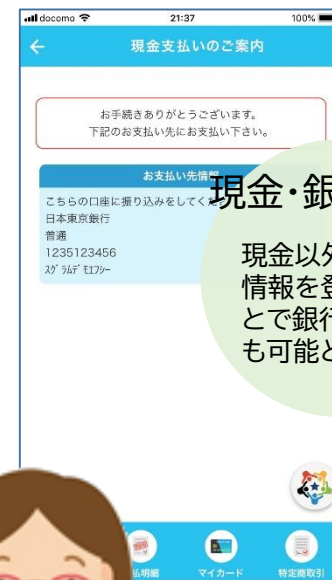 docomo 21:37 100%
現金支払いのご案内
お手続きありがとうございます。
下記のお支払い先にお支払い下さい。
お支払い先情報
こちらの口座に振り込みをしてく
日本東京銀行
普通
1235123456
スグラムデモエフシー
現金・銀
現金以外
情報を登
とで銀行
も可能と
払明細 マイカード 特定商取引